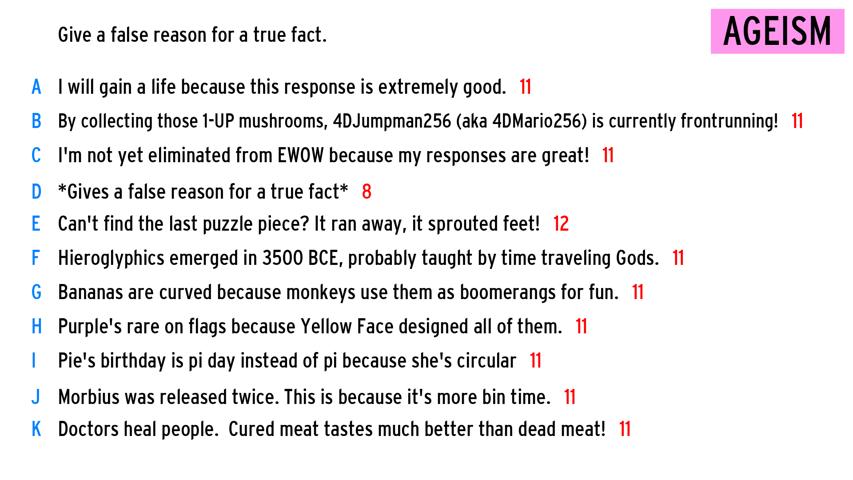 Give a false reason for a true fact.
AGEISM
A I will gain a life because this response is extremely good. 11
B By collecting those 1-UP mushrooms, 4DJumpman256 (aka 4DMario256) is currently frontrunning! 11
C I'm not yet eliminated from EWOW because my responses are great! 11
D *Gives a false reason for a true fact* 8
E Can't find the last puzzle piece? It ran away, it sprouted feet! 12
F Hieroglyphics emerged in 3500 BCE, probably taught by time traveling Gods. 11
G Bananas are curved because monkeys use them as boomerangs for fun. 11
H Purple's rare on flags because Yellow Face designed all of them. 11
I Pie's birthday is pi day instead of pi because she's circular 11
J Morbius was released twice. This is because it's more bin time. 11
K Doctors heal people.  Cured meat tastes much better than dead meat! 11